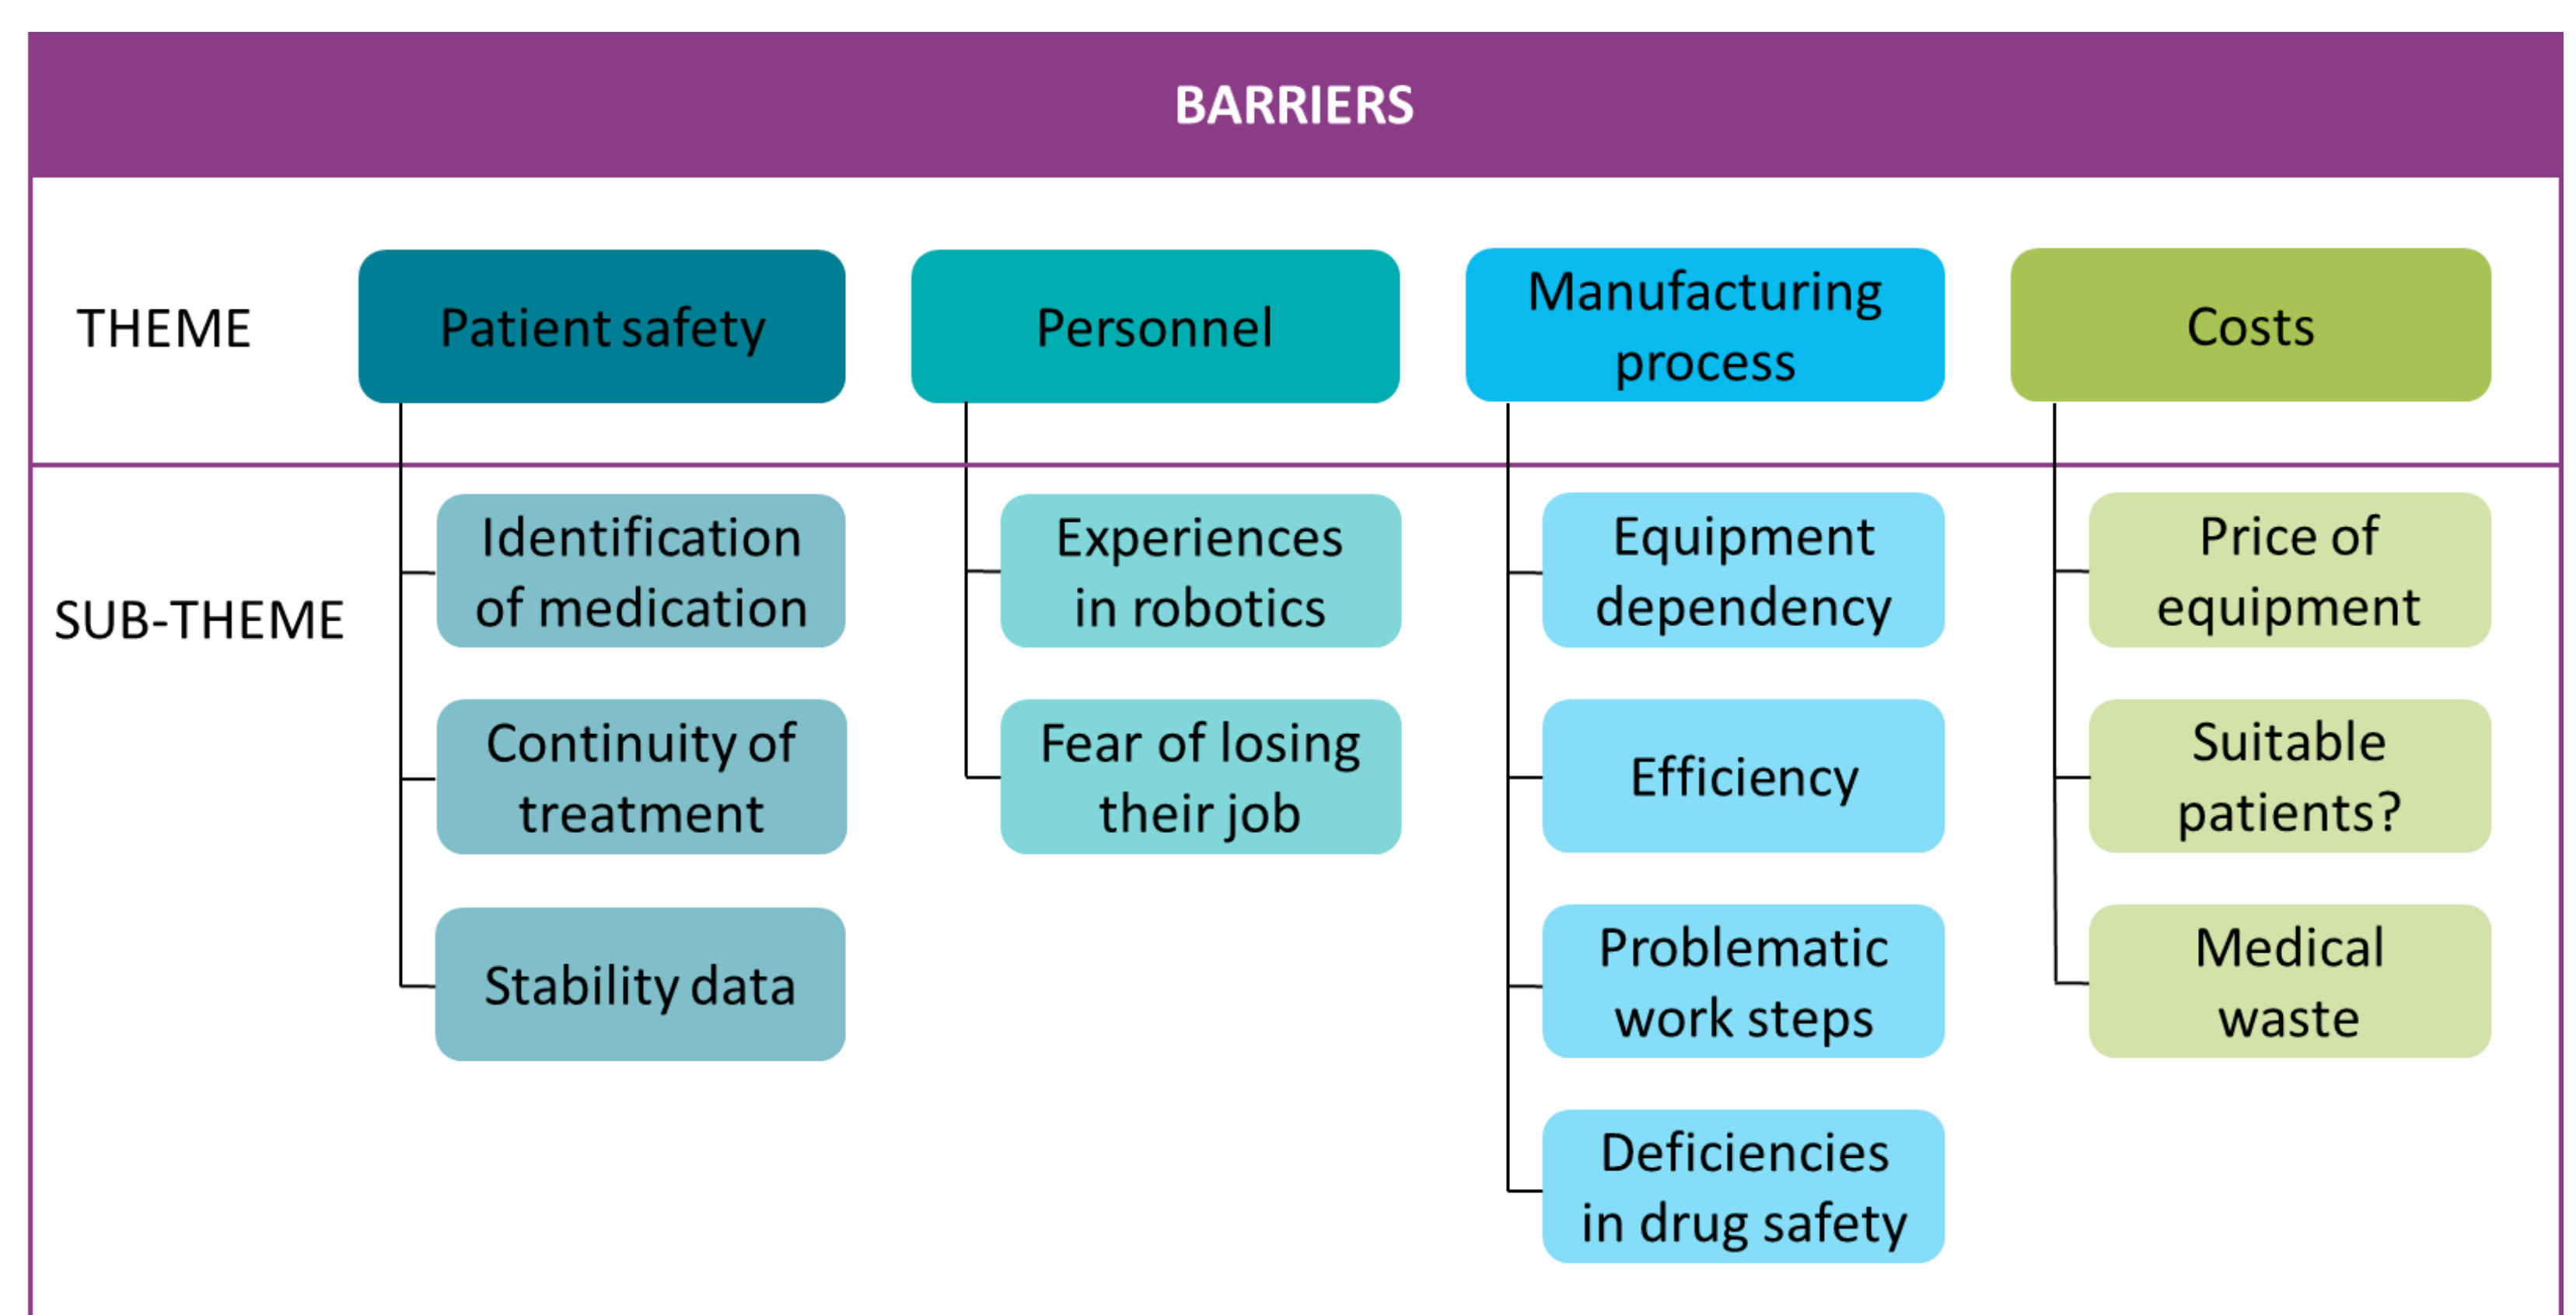 BARRIERS
THEME
Patient safety
Personnel
Manufacturing
process
Costs
SUB-THEME
Identification
of medication
Continuity of
treatment
Stability data
Experiences
in robotics
Fear of losing
their job
Equipment
dependency
Efficiency
Problematic
work steps
Deficiencies
in drug safety
Price of
equipment
Suitable
patients?
Medical
waste